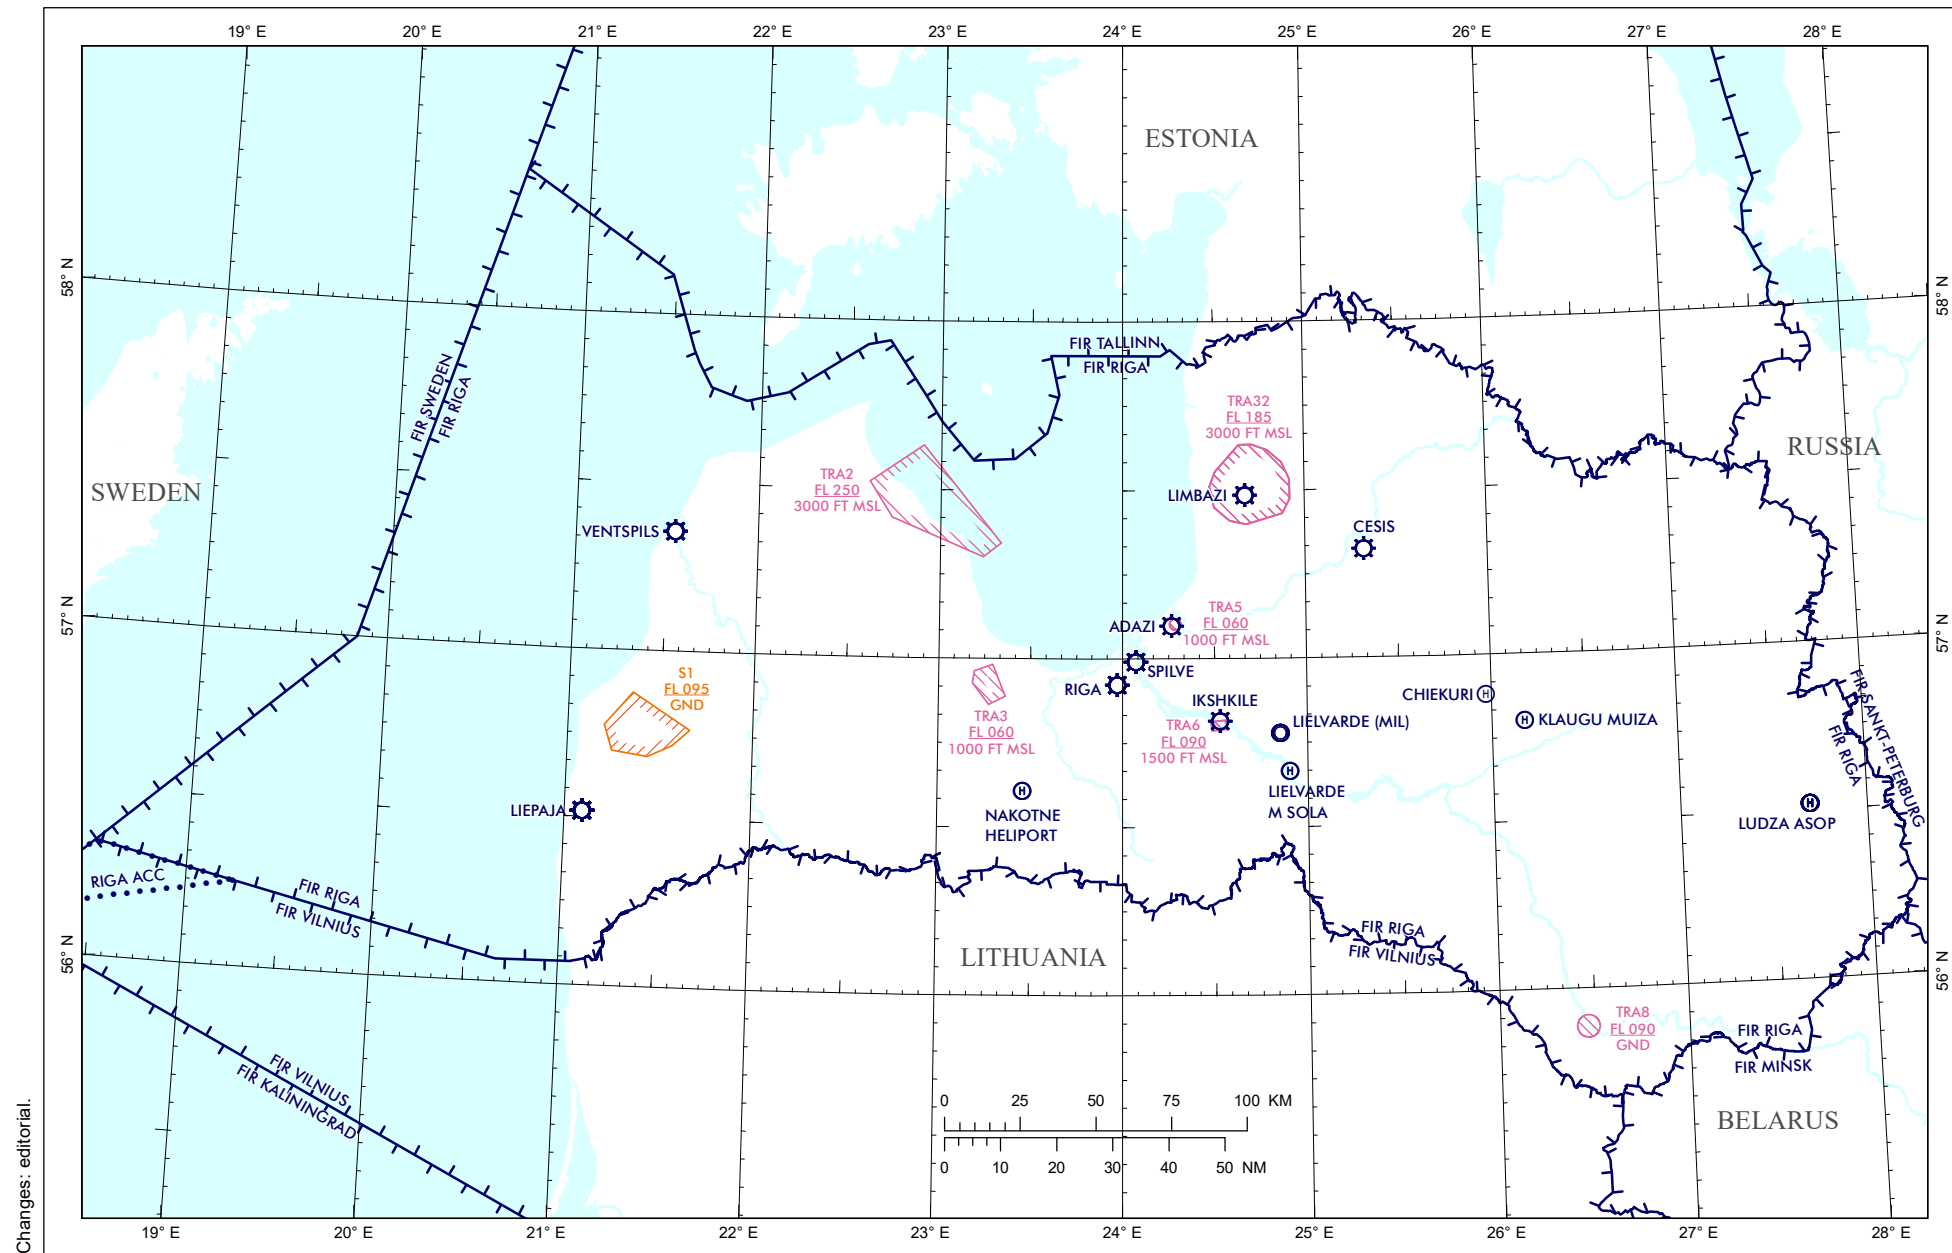 19° E
20° E
21° E
22° E
23° E
24° E
25° E
26° E
27° E
28° E
ESTONIA
58° N
58° N
FIR TALLINN
FIR RIGA
FIR SWEDEN
FIR RIGA
TRA32
FL 185
3000 FT MSL
RUSSIA
SWEDEN
TRA2
FL 250
3000 FT MSL
LIMBAZI
VENTSPILS
CESIS
57° N
57° N
TRA5
FL 060
1000 FT MSL
ADAZI
SPILVE
RIGA
S1
FL 095
GND
TRA3
FL 060
1000 FT MSL
IKSHKILE
TRA6
FL 090
1500 FT MSL
LIELVARDE (MIL)
CHIEKURI
H
H
KLAUGU MUIZA
FIR SANKT-PETERBURG
FIR RIGA
H
LIELVARDE
M SOLA
H
NAKOTNE
HELIPORT
LIEPAJA
H
LUDZA ASOP
RIGA ACC
FIR RIGA
FIR VILNIUS
FIR RIGA
FIR VILNIUS
LITHUANIA
56° N
56° N
TRA8
FL 090
GND
FIR RIGA
FIR MINSK
FIR VILNIUS
FIR KALININGRAD
0 25 50 75 100 KM
0 10 20 30 40 50 NM
BELARUS
19° E
20° E
21° E
22° E
23° E
24° E
25° E
26° E
27° E
28° E
Changes: editorial.